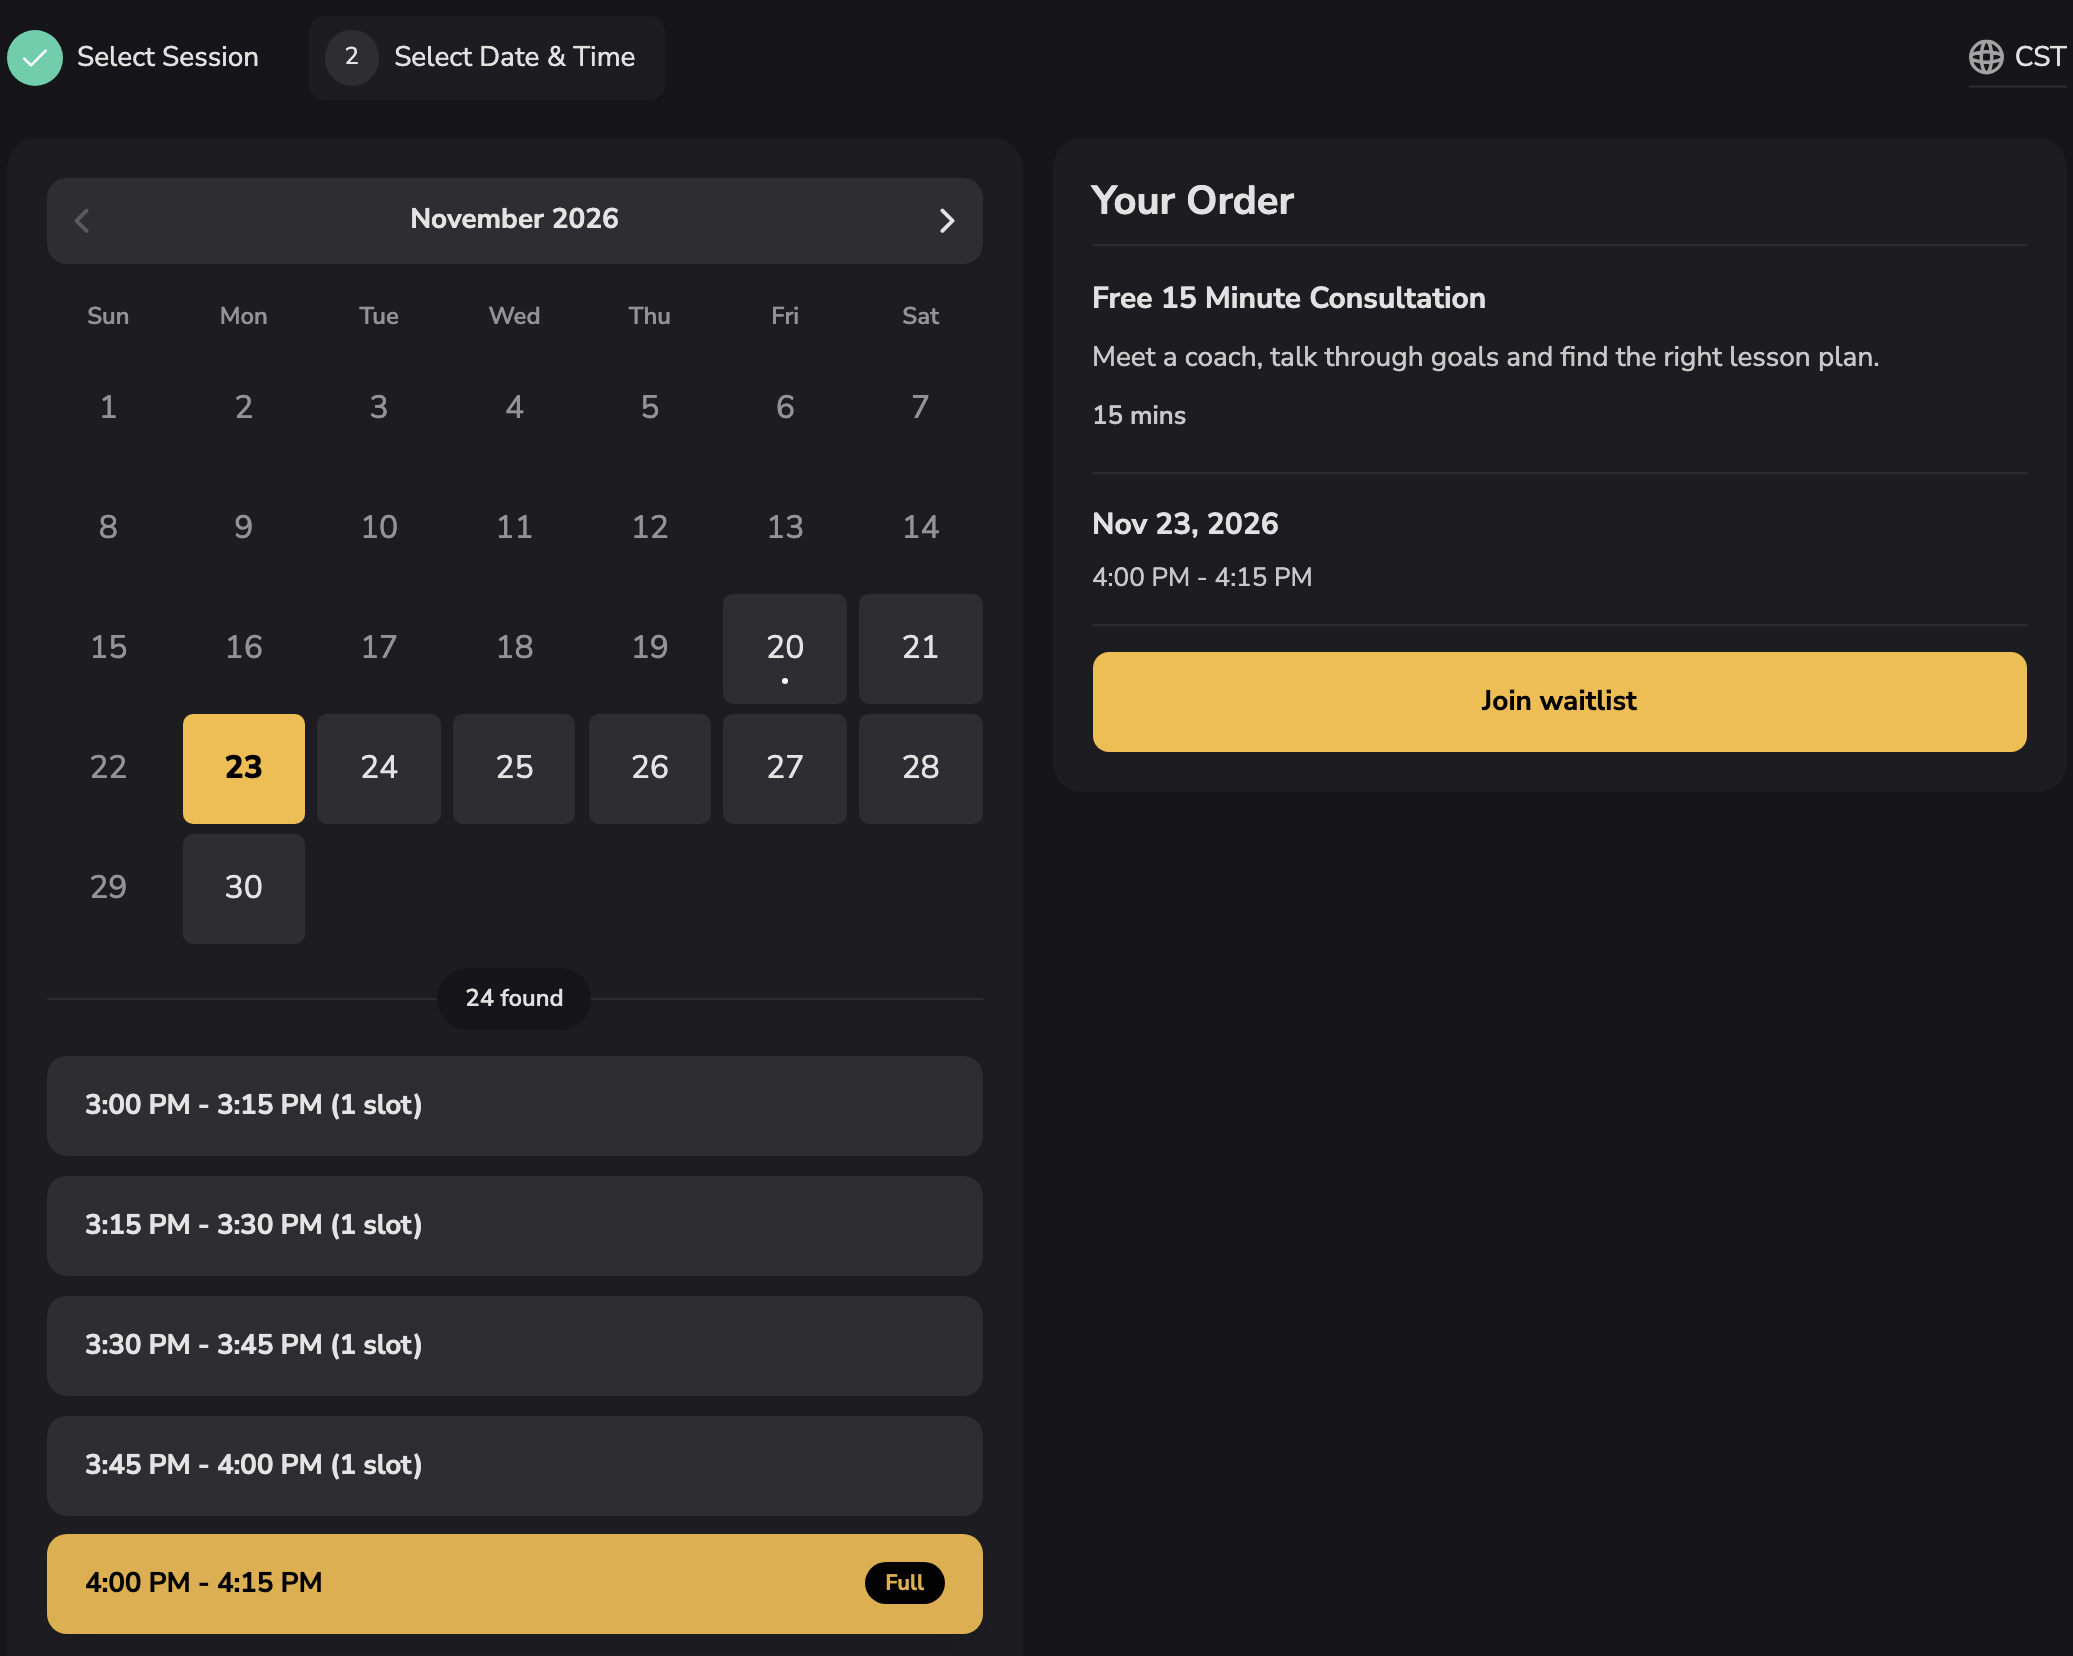 Select Session
2 Select Date & Time
CST
November 2026
Sun Mon Tue Wed Thu Fri Sat
1 2 3 4 5 6 7
8 9 10 11 12 13 14
15 16 17 18 19 20 21
22 23 24 25 26 27 28
29 30
24 found
3:00 PM - 3:15 PM (1 slot)
3:15 PM - 3:30 PM (1 slot)
3:30 PM - 3:45 PM (1 slot)
3:45 PM - 4:00 PM (1 slot)
4:00 PM - 4:15 PM Full
Your Order
Free 15 Minute Consultation
Meet a coach, talk through goals and find the right lesson plan.
15 mins
Nov 23, 2026
4:00 PM - 4:15 PM
Join waitlist